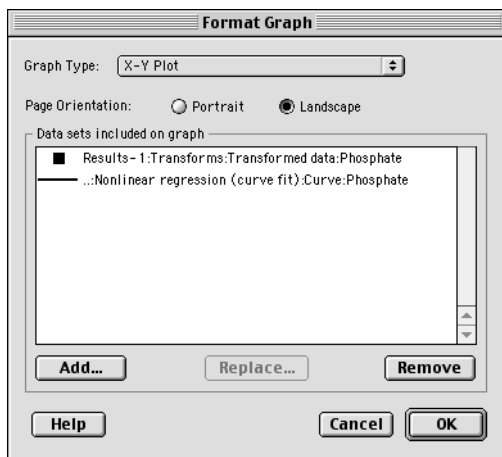 Format Graph
Graph Type: X-Y Plot
Page Orientation: Portrait Landscape
Data sets included on graph
Results-1:Transforms:Transformed data:Phosphate
..:Nonlinear regression (curve fit):Curve:Phosphate
Add... Replace... Remove
Help Cancel OK